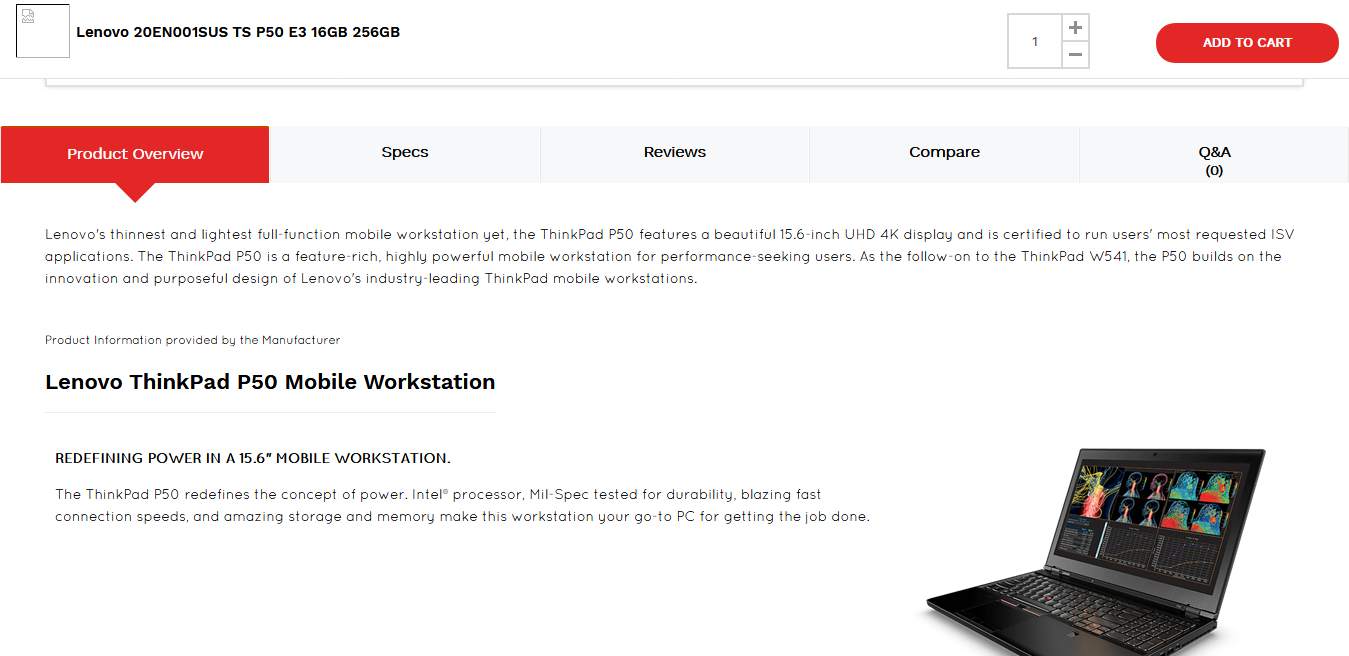 Lenovo 20EN001SUS TS P50 E3 16GB 256GB
1
ADD TO CART
Product Overview
Specs
Reviews
Compare
Q&A
(0)
Lenovo's thinnest and lightest full-function mobile workstation yet, the ThinkPad P50 features a beautiful 15.6-inch UHD 4K display and is certified to run users' most requested ISV
applications. The ThinkPad P50 is a feature-rich, highly powerful mobile workstation for performance-seeking users. As the follow-on to the ThinkPad W541, the P50 builds on the
innovation and purposeful design of Lenovo's industry-leading ThinkPad mobile workstations.
Product Information provided by the Manufacturer
Lenovo ThinkPad P50 Mobile Workstation
REDEFINING POWER IN A 15.6″ MOBILE WORKSTATION.
The ThinkPad P50 redefines the concept of power. Intel® processor, Mil-Spec tested for durability, blazing fast
connection speeds, and amazing storage and memory make this workstation your go-to PC for getting the job done.